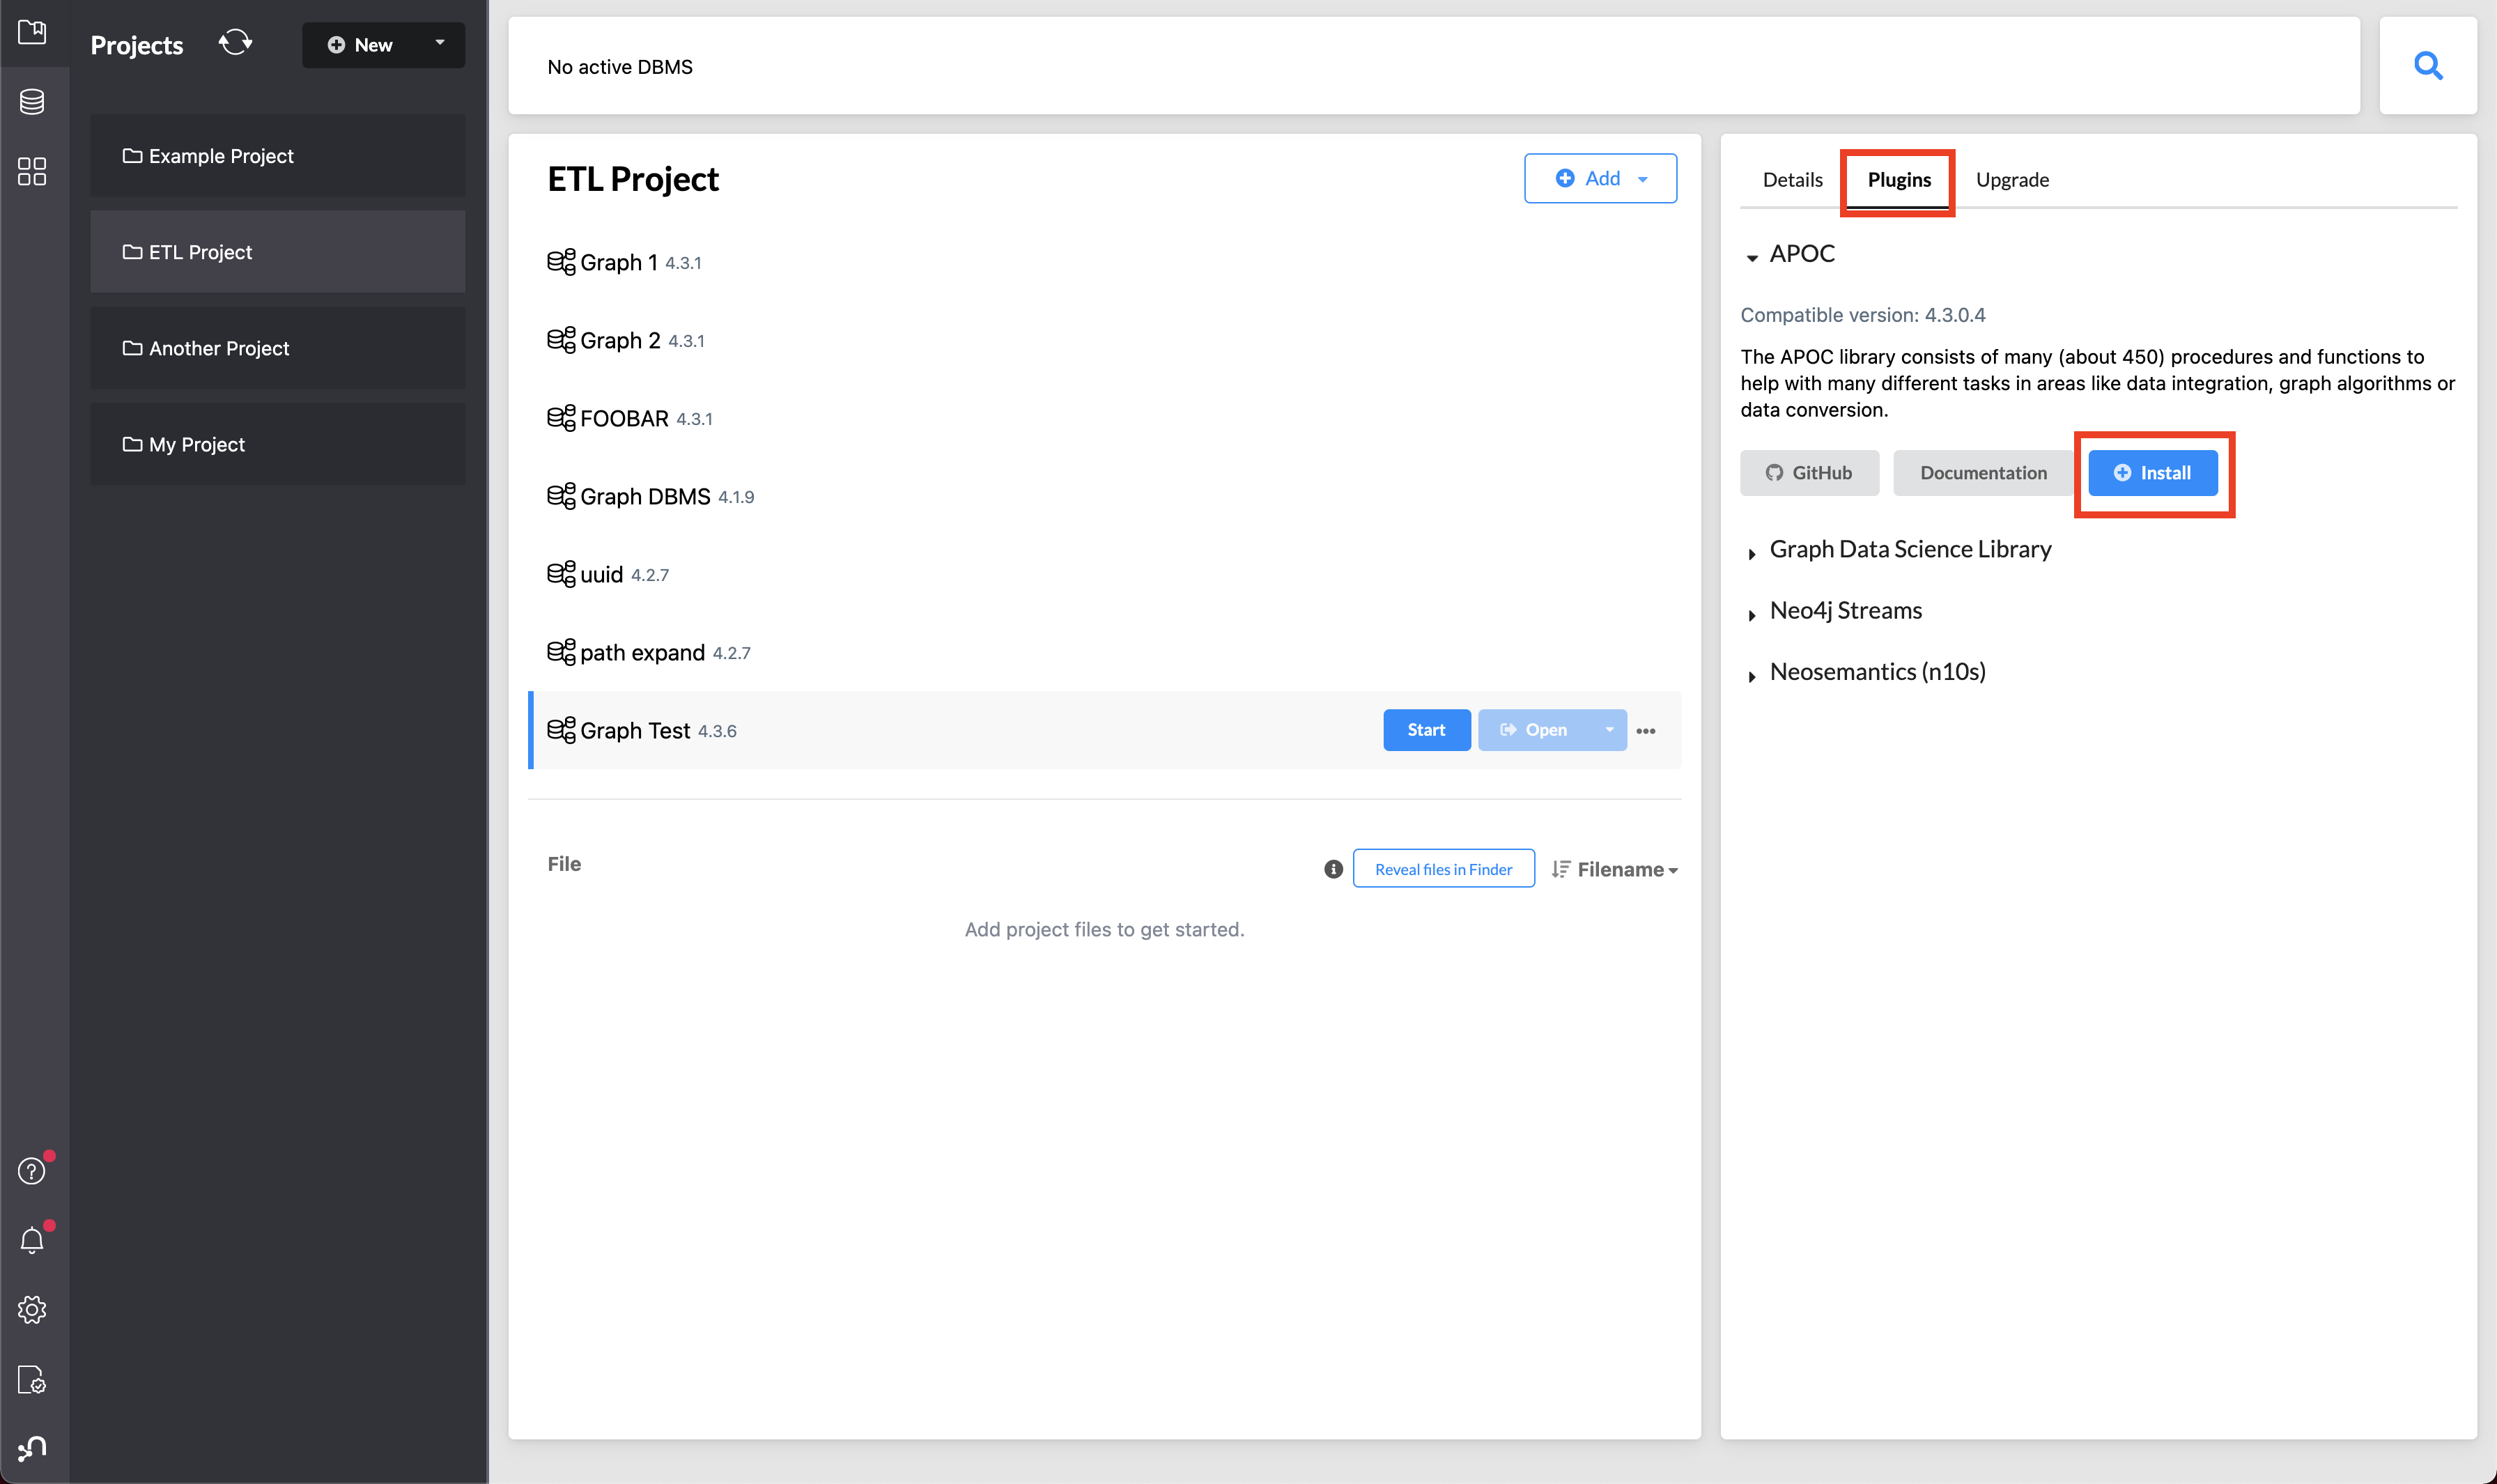 Projects
New
Example Project
ETL Project
Another Project
My Project
No active DBMS
ETL Project
Add
Graph 1 4.3.1
Graph 2 4.3.1
FOOBAR 4.3.1
Graph DBMS 4.1.9
uuid 4.2.7
path expand 4.2.7
Graph Test 4.3.6
Start
Open
File
Reveal files in Finder
Filename
Add project files to get started.
Details
Plugins
Upgrade
APOC
Compatible version: 4.3.0.4
The APOC library consists of many (about 450) procedures and functions to
help with many different tasks in areas like data integration, graph algorithms or
data conversion.
GitHub
Documentation
Install
Graph Data Science Library
Neo4j Streams
Neosemantics (n10s)